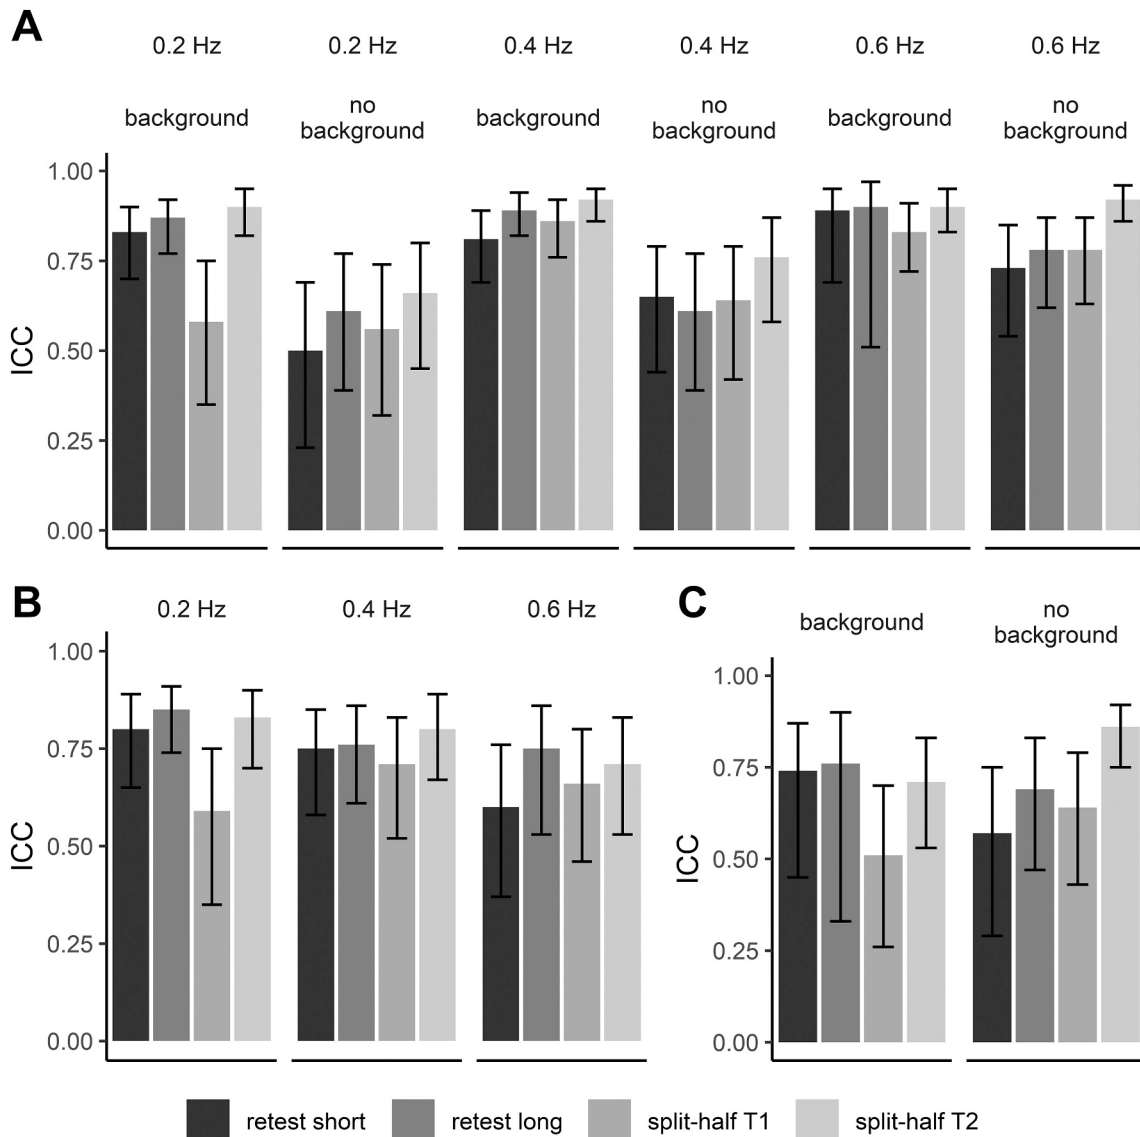 A
0.2 Hz 0.2 Hz 0.4 Hz 0.4 Hz 0.6 Hz 0.6 Hz
background no background background no background background no background
1.00
0.75
0.50
0.25
0.00
ICC
B
0.2 Hz 0.4 Hz 0.6 Hz
1.00
0.75
0.50
0.25
0.00
ICC
C
background no background
1.00
0.75
0.50
0.25
0.00
ICC
retest short retest long split-half T1 split-half T2